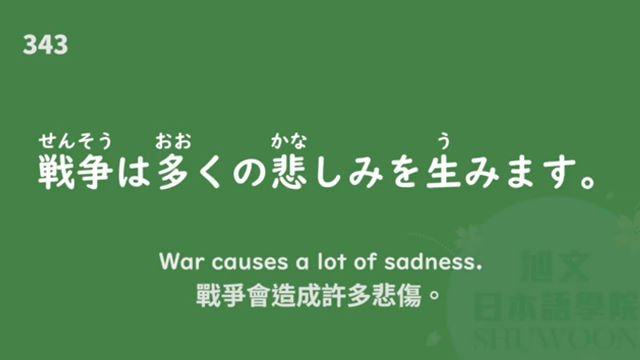 343
せんそう おお かな う
戦争は多くの悲しみを生みます。
War causes a lot of sadness.
戰爭會造成許多悲傷。
旭文
日本語學院
SHUWOON